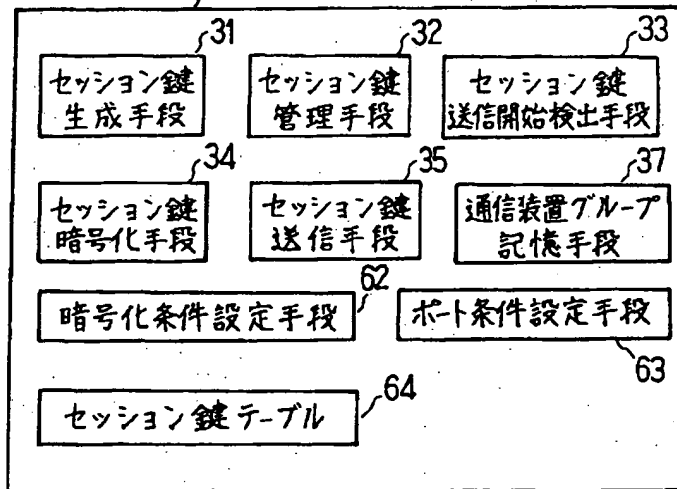 31
32
33
セッション鍵
生成手段
セッション鍵
管理手段
セッション鍵
送信開始検出手段
34
35
37
セッション鍵
暗号化手段
セッション鍵
送信手段
通信装置グループ
記憶手段
62
暗号化条件設定手段
ポート条件設定手段
63
セッション鍵テーブル
64